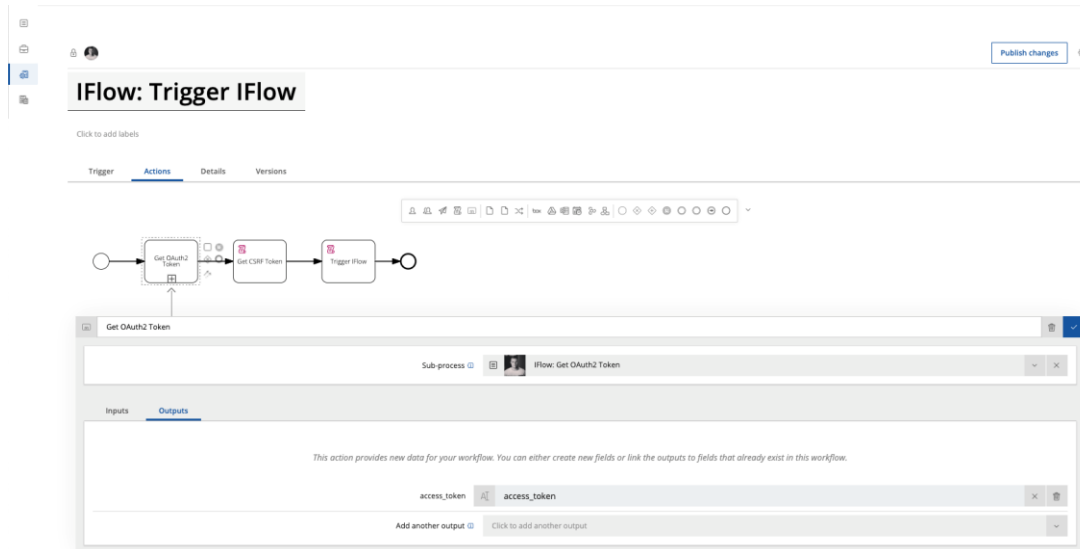 Publish changes
IFlow: Trigger IFlow
Click to add labels
Trigger
Actions
Details
Versions
Get OAuth2
Token
Get CSRF Token
Trigger IFlow
Get OAuth2 Token
Sub-process
IFlow: Get OAuth2 Token
Inputs
Outputs
This action provides new data for your workflow. You can either create new fields or link the outputs to fields that already exist in this workflow.
access_token
access_token
Add another output
Click to add another output